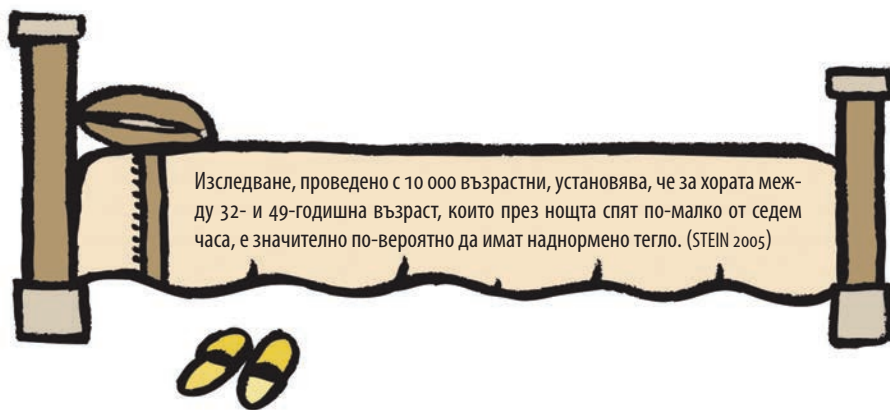 Изследване, проведено с 10 000 възрастни, установява, че за хората меж-
ду 32- и 49-годишна възраст, които през нощта спят по-малко от седем
часа, е значително по-вероятно да имат наднормено тегло. (STEIN 2005)